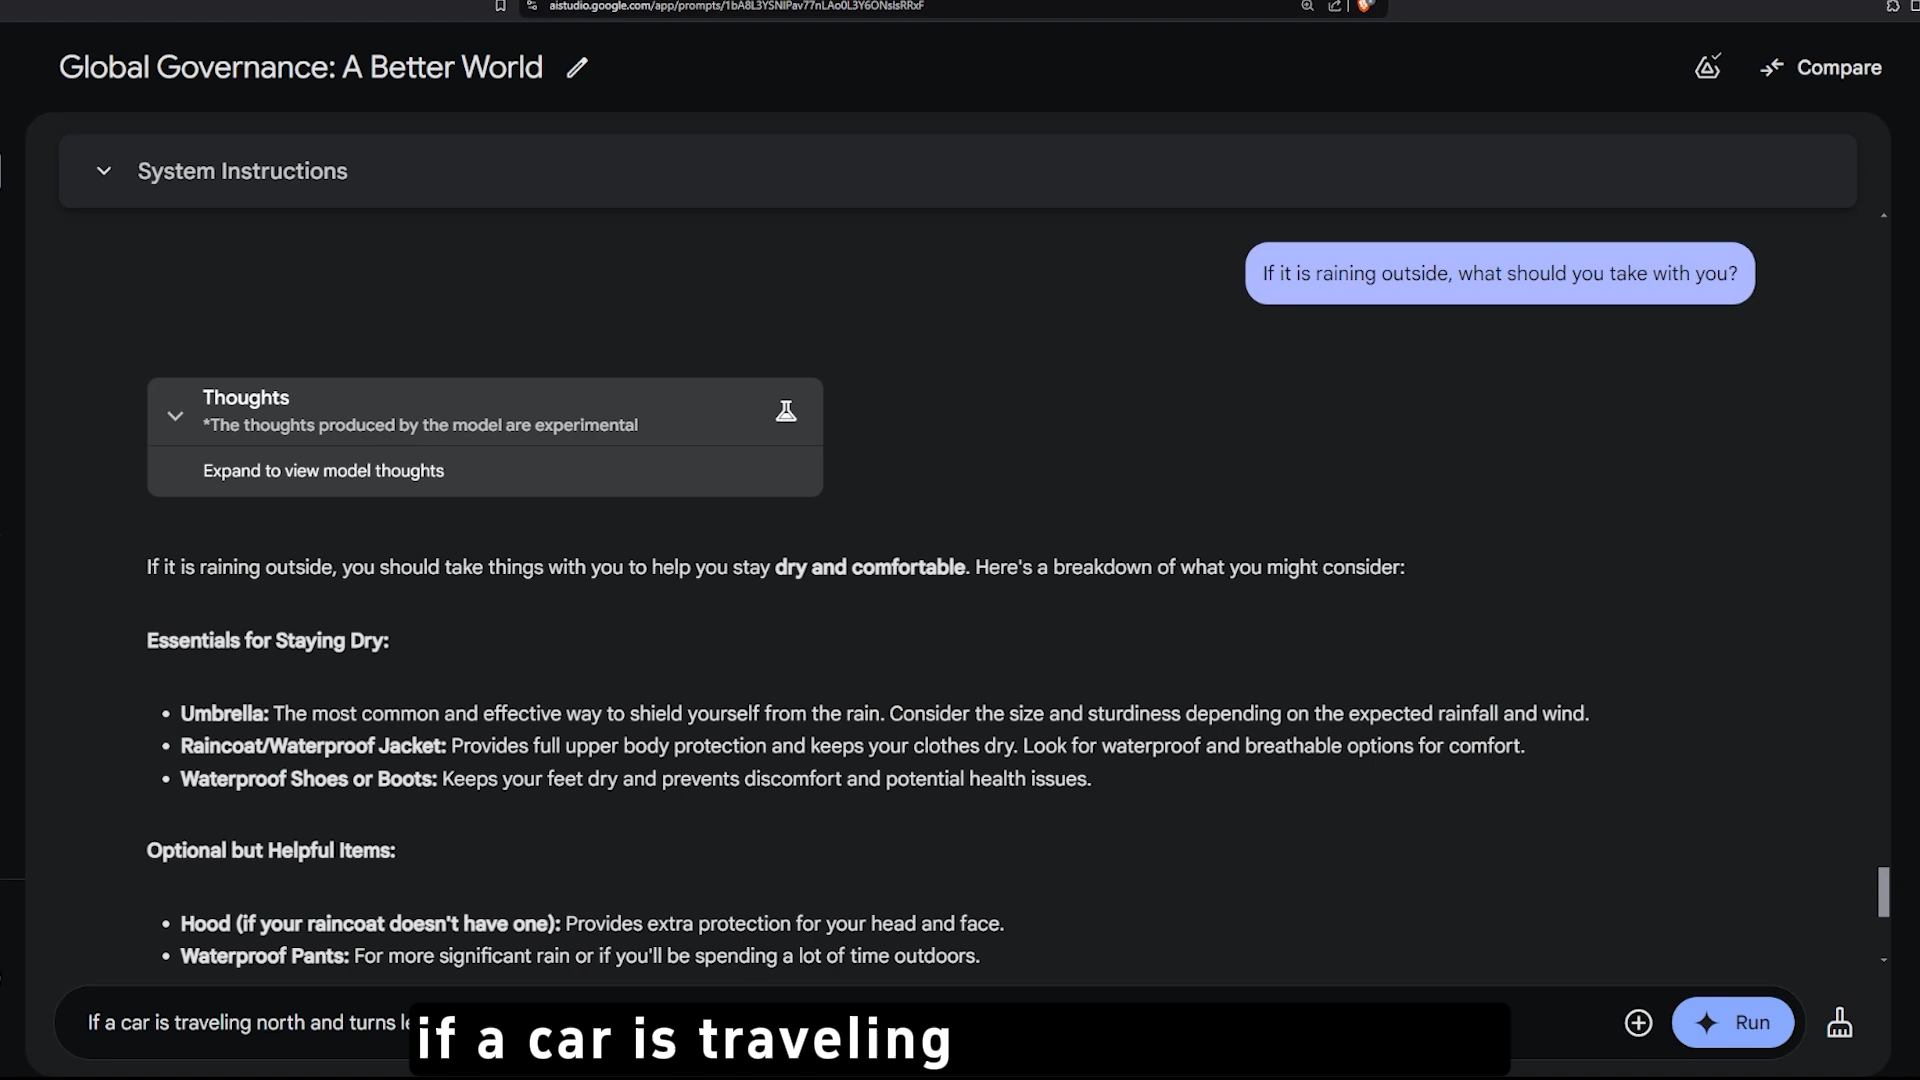 aistudio.google.com/app/prompts/
Global Governance: A Better World
Compare
System Instructions
If it is raining outside, what should you take with you?
Thoughts
*The thoughts produced by the model are experimental
Expand to view model thoughts
If it is raining outside, you should take things with you to help you stay dry and comfortable. Here's a breakdown of what you might consider:
Essentials for Staying Dry:
• Umbrella: The most common and effective way to shield yourself from the rain. Consider the size and sturdiness depending on the expected rainfall and wind.
• Raincoat/Waterproof Jacket: Provides full upper body protection and keeps your clothes dry. Look for waterproof and breathable options for comfort.
• Waterproof Shoes or Boots: Keeps your feet dry and prevents discomfort and potential health issues.
Optional but Helpful Items:
• Hood (if your raincoat doesn't have one): Provides extra protection for your head and face.
• Waterproof Pants: For more significant rain or if you'll be spending a lot of time outdoors.
If a car is traveling north and turns
if a car is traveling
Run